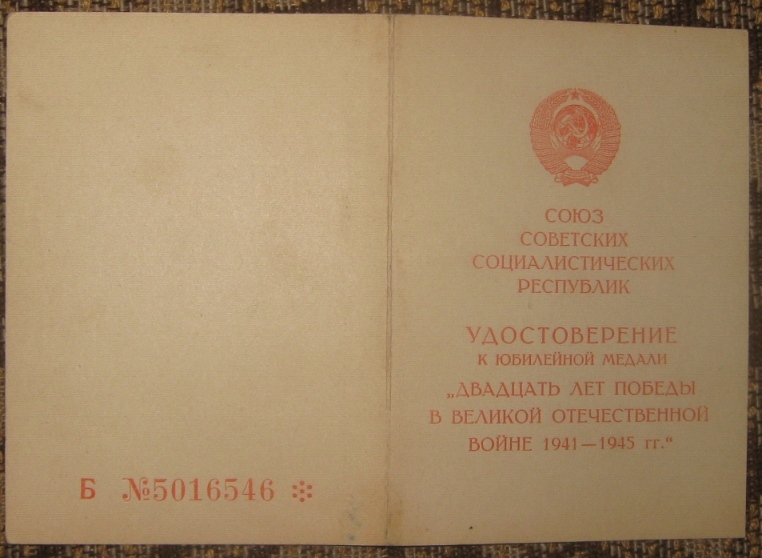 Б №5016546
СОЮЗ
СОВЕТСКИХ
СОЦИАЛИСТИЧЕСКИХ
РЕСПУБЛИК
УДОСТОВЕРЕНИЕ
К ЮБИЛЕЙНОЙ МЕДАЛИ
„ДВАДЦАТЬ ЛЕТ ПОБЕДЫ
В ВЕЛИКОЙ ОТЕЧЕСТВЕННОЙ
ВОЙНЕ 1941—1945 гг."